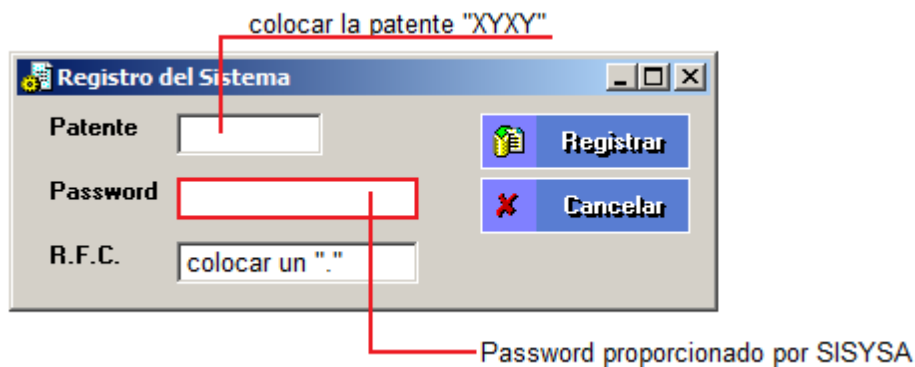 colocar la patente "XYXY"
Registro del Sistema
Patente
Registrar
Password
Cancelar
R.F.C.
colocar un "."
Password proporcionado por SISYSA